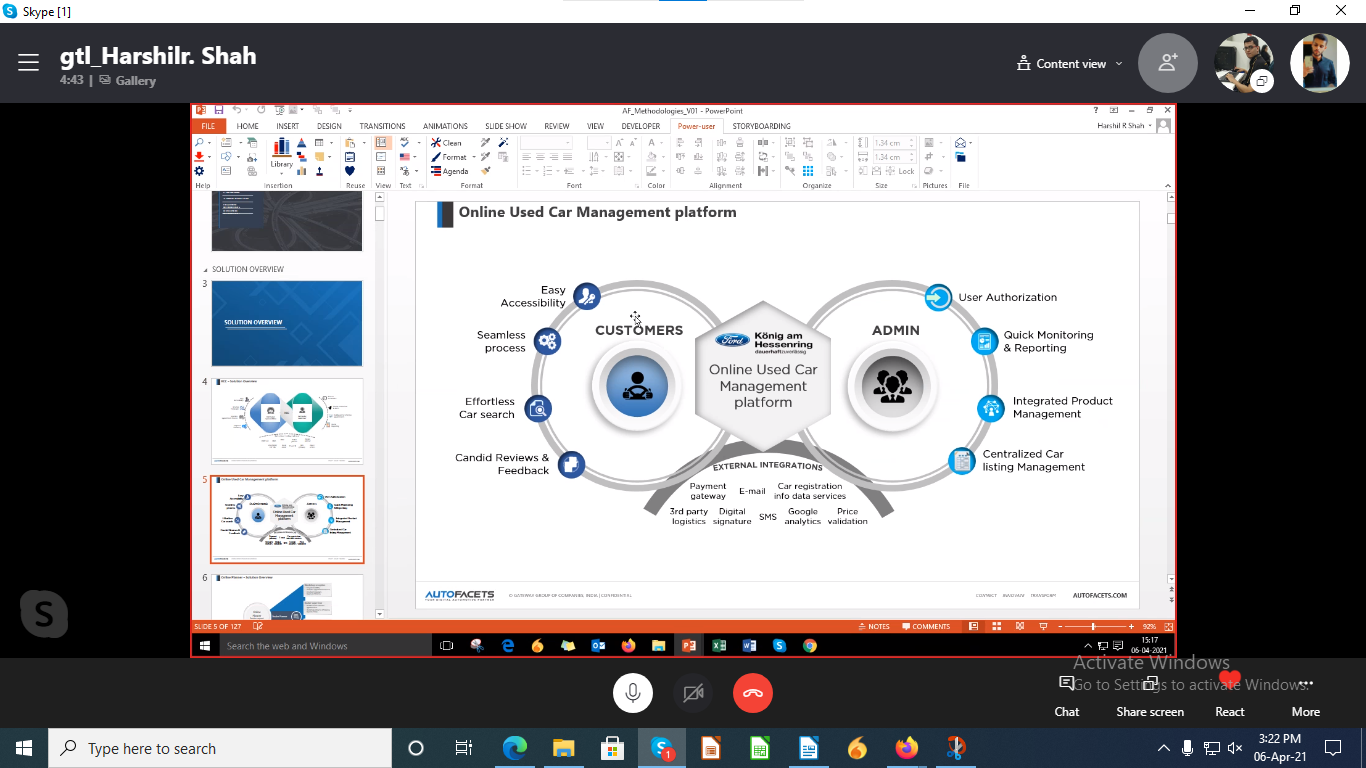 Skype [1]
gtl_Harshilr. Shah
4:43 | Gallery
Content view
AF_Methodologies_V01 - PowerPoint
FILE HOME INSERT DESIGN TRANSITIONS ANIMATIONS SLIDE SHOW REVIEW VIEW DEVELOPER Power-user STORYBOARDING
Harshil R Shah
Clean
Format
Agenda
Library
1.34 cm
1.34 cm
Lock
Help Insertion Reuse View Text Format Font Color Alignment Organize Size Pictures File
SOLUTION OVERVIEW
3
SOLUTION OVERVIEW
4
5
Online Used Car Management platform
6
Online Used Car Management platform
Easy
Accessibility
Seamless
process
Effortless
Car search
Candid Reviews &
Feedback
CUSTOMERS
Ford
König am
Hessenring
dauerhaft zuverlässig
Online Used Car
Management
platform
ADMIN
User Authorization
Quick Monitoring
& Reporting
Integrated Product
Management
Centralized Car
listing Management
EXTERNAL INTEGRATIONS
Payment
gateway
E-mail
Car registration
info data services
3rd party
logistics
Digital
signature
SMS
Google
analytics
Price
validation
AUTOFACETS
AUTOFACETS.COM
SLIDE 5 OF 127
NOTES
COMMENTS
92%
Search the web and Windows
15:17
06-04-2021
Activate Windows
Go to Settings to activate Windows.
Chat
Share screen
React
More
Type here to search
1
3:22 PM
06-Apr-21